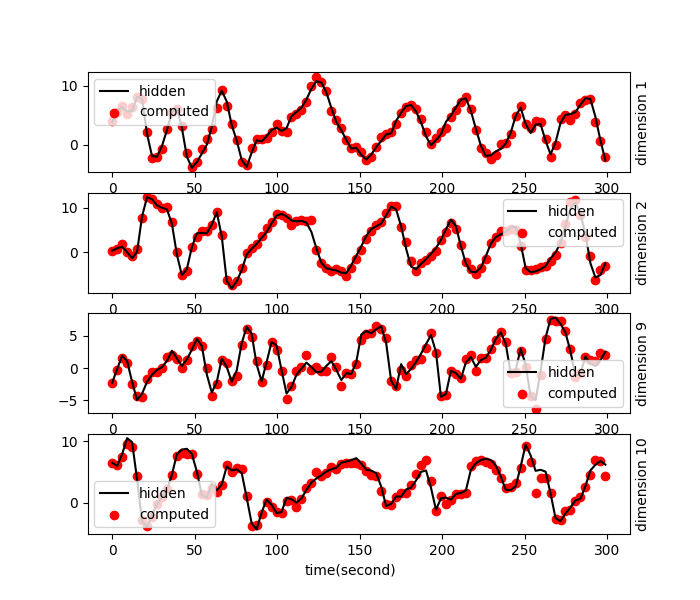 10
0
hidden
computed
dimension 1
0 50 100 150 200 250 300
10
0
hidden
computed
dimension 2
0 50 100 150 200 250 300
5
0
−5
hidden
computed
dimension 9
0 50 100 150 200 250 300
10
0
hidden
computed
dimension 10
0 50 100 150 200 250 300
time(second)